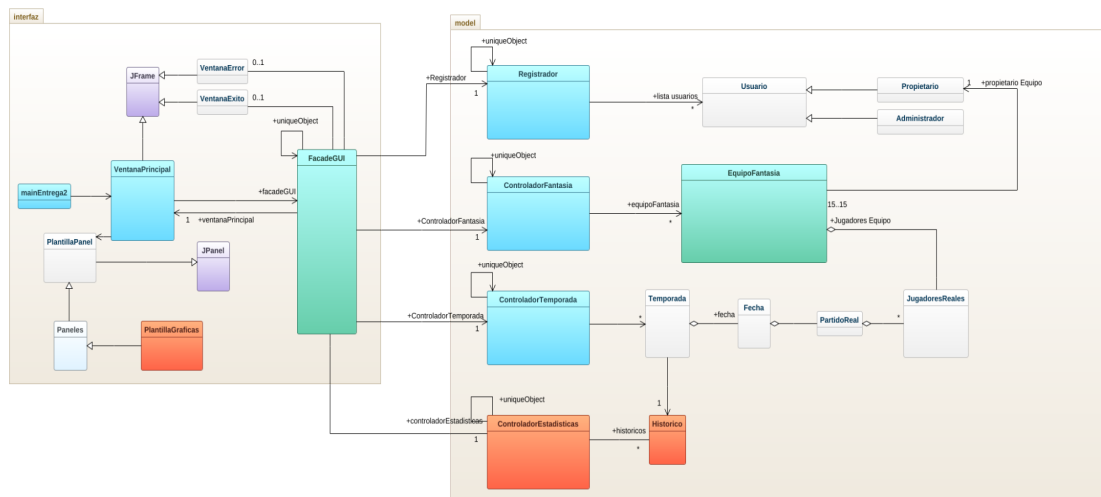 interfaz
model
+uniqueObject
Registrador
JFrame
VentanaError
0..1
+Registrador
1
Usuario
Propietario
1
+propietario Equipo
+lista usuarios
*
VentanaExito
0..1
Administrador
+uniqueObject
FacadeGUI
+uniqueObject
VentanaPrincipal
ControladorFantasia
EquipoFantasia
mainEntrega2
+facadeGUI
+equipoFantasia
*
15..15
1
+ventanaPrincipal
+ControladorFantasia
1
+Jugadores Equipo
PlantillaPanel
JPanel
+uniqueObject
ControladorTemporada
Temporada
Fecha
JugadoresReales
+ControladorTemporada
1
*
+fecha
PartidoReal
*
Paneles
PlantillaGraficas
+uniqueObject
1
+controladorEstadisticas
1
ControladorEstadisticas
+historicos
*
Historico